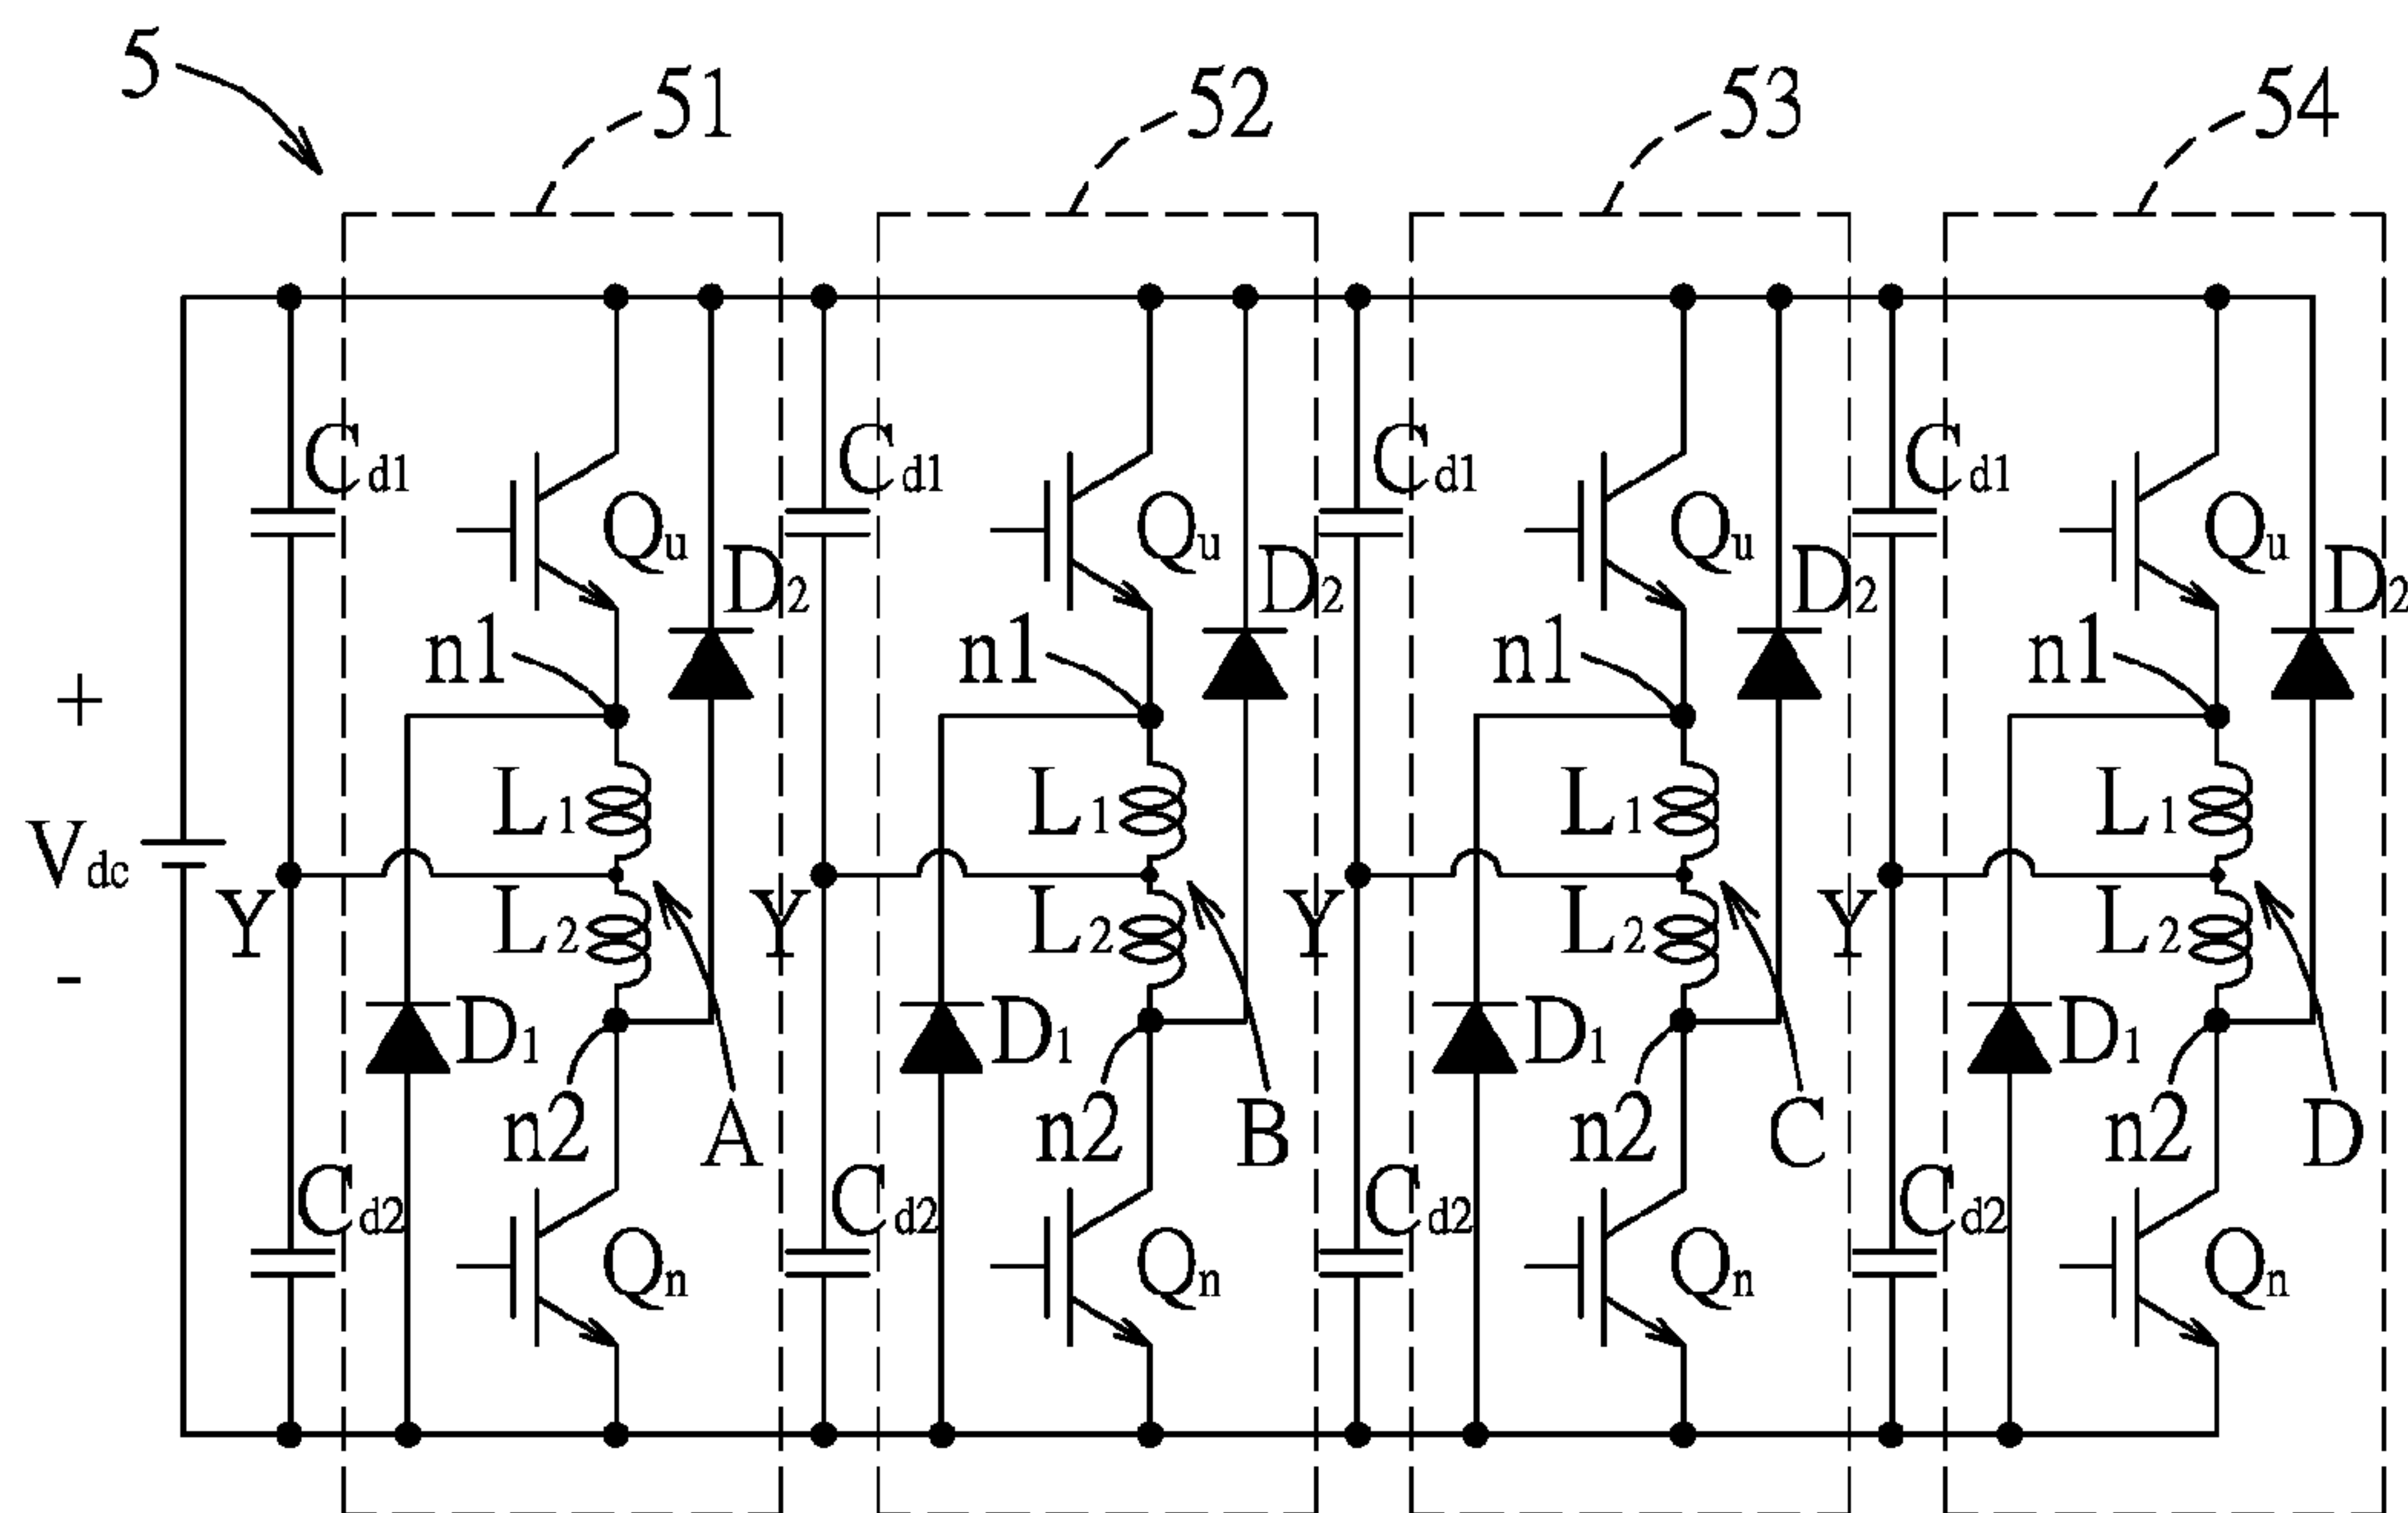 5
51 52 53 54
Cd1 Cd1 Cd1 Cd1
Qu Qu Qu Qu
D2 D2 D2 D2
n1 n1 n1 n1
+
L1 L1 L1 L1
Vdc
Y Y Y Y
L2 L2 L2 L2
-
D1 D1 D1 D1
n2 A n2 B n2 C n2 D
Cd2 Cd2 Cd2 Cd2
Qn Qn Qn Qn